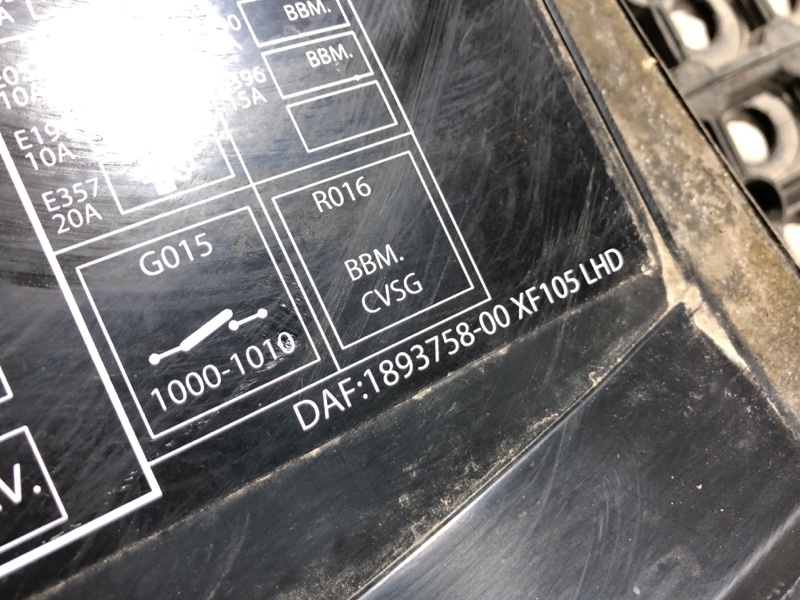 BBM.
BBM.
10A
15A
E19
10A
E357
20A
G015
1000-1010
R016
BBM.
CVSG
DAF:1893758-00 XF105 LHD
V.